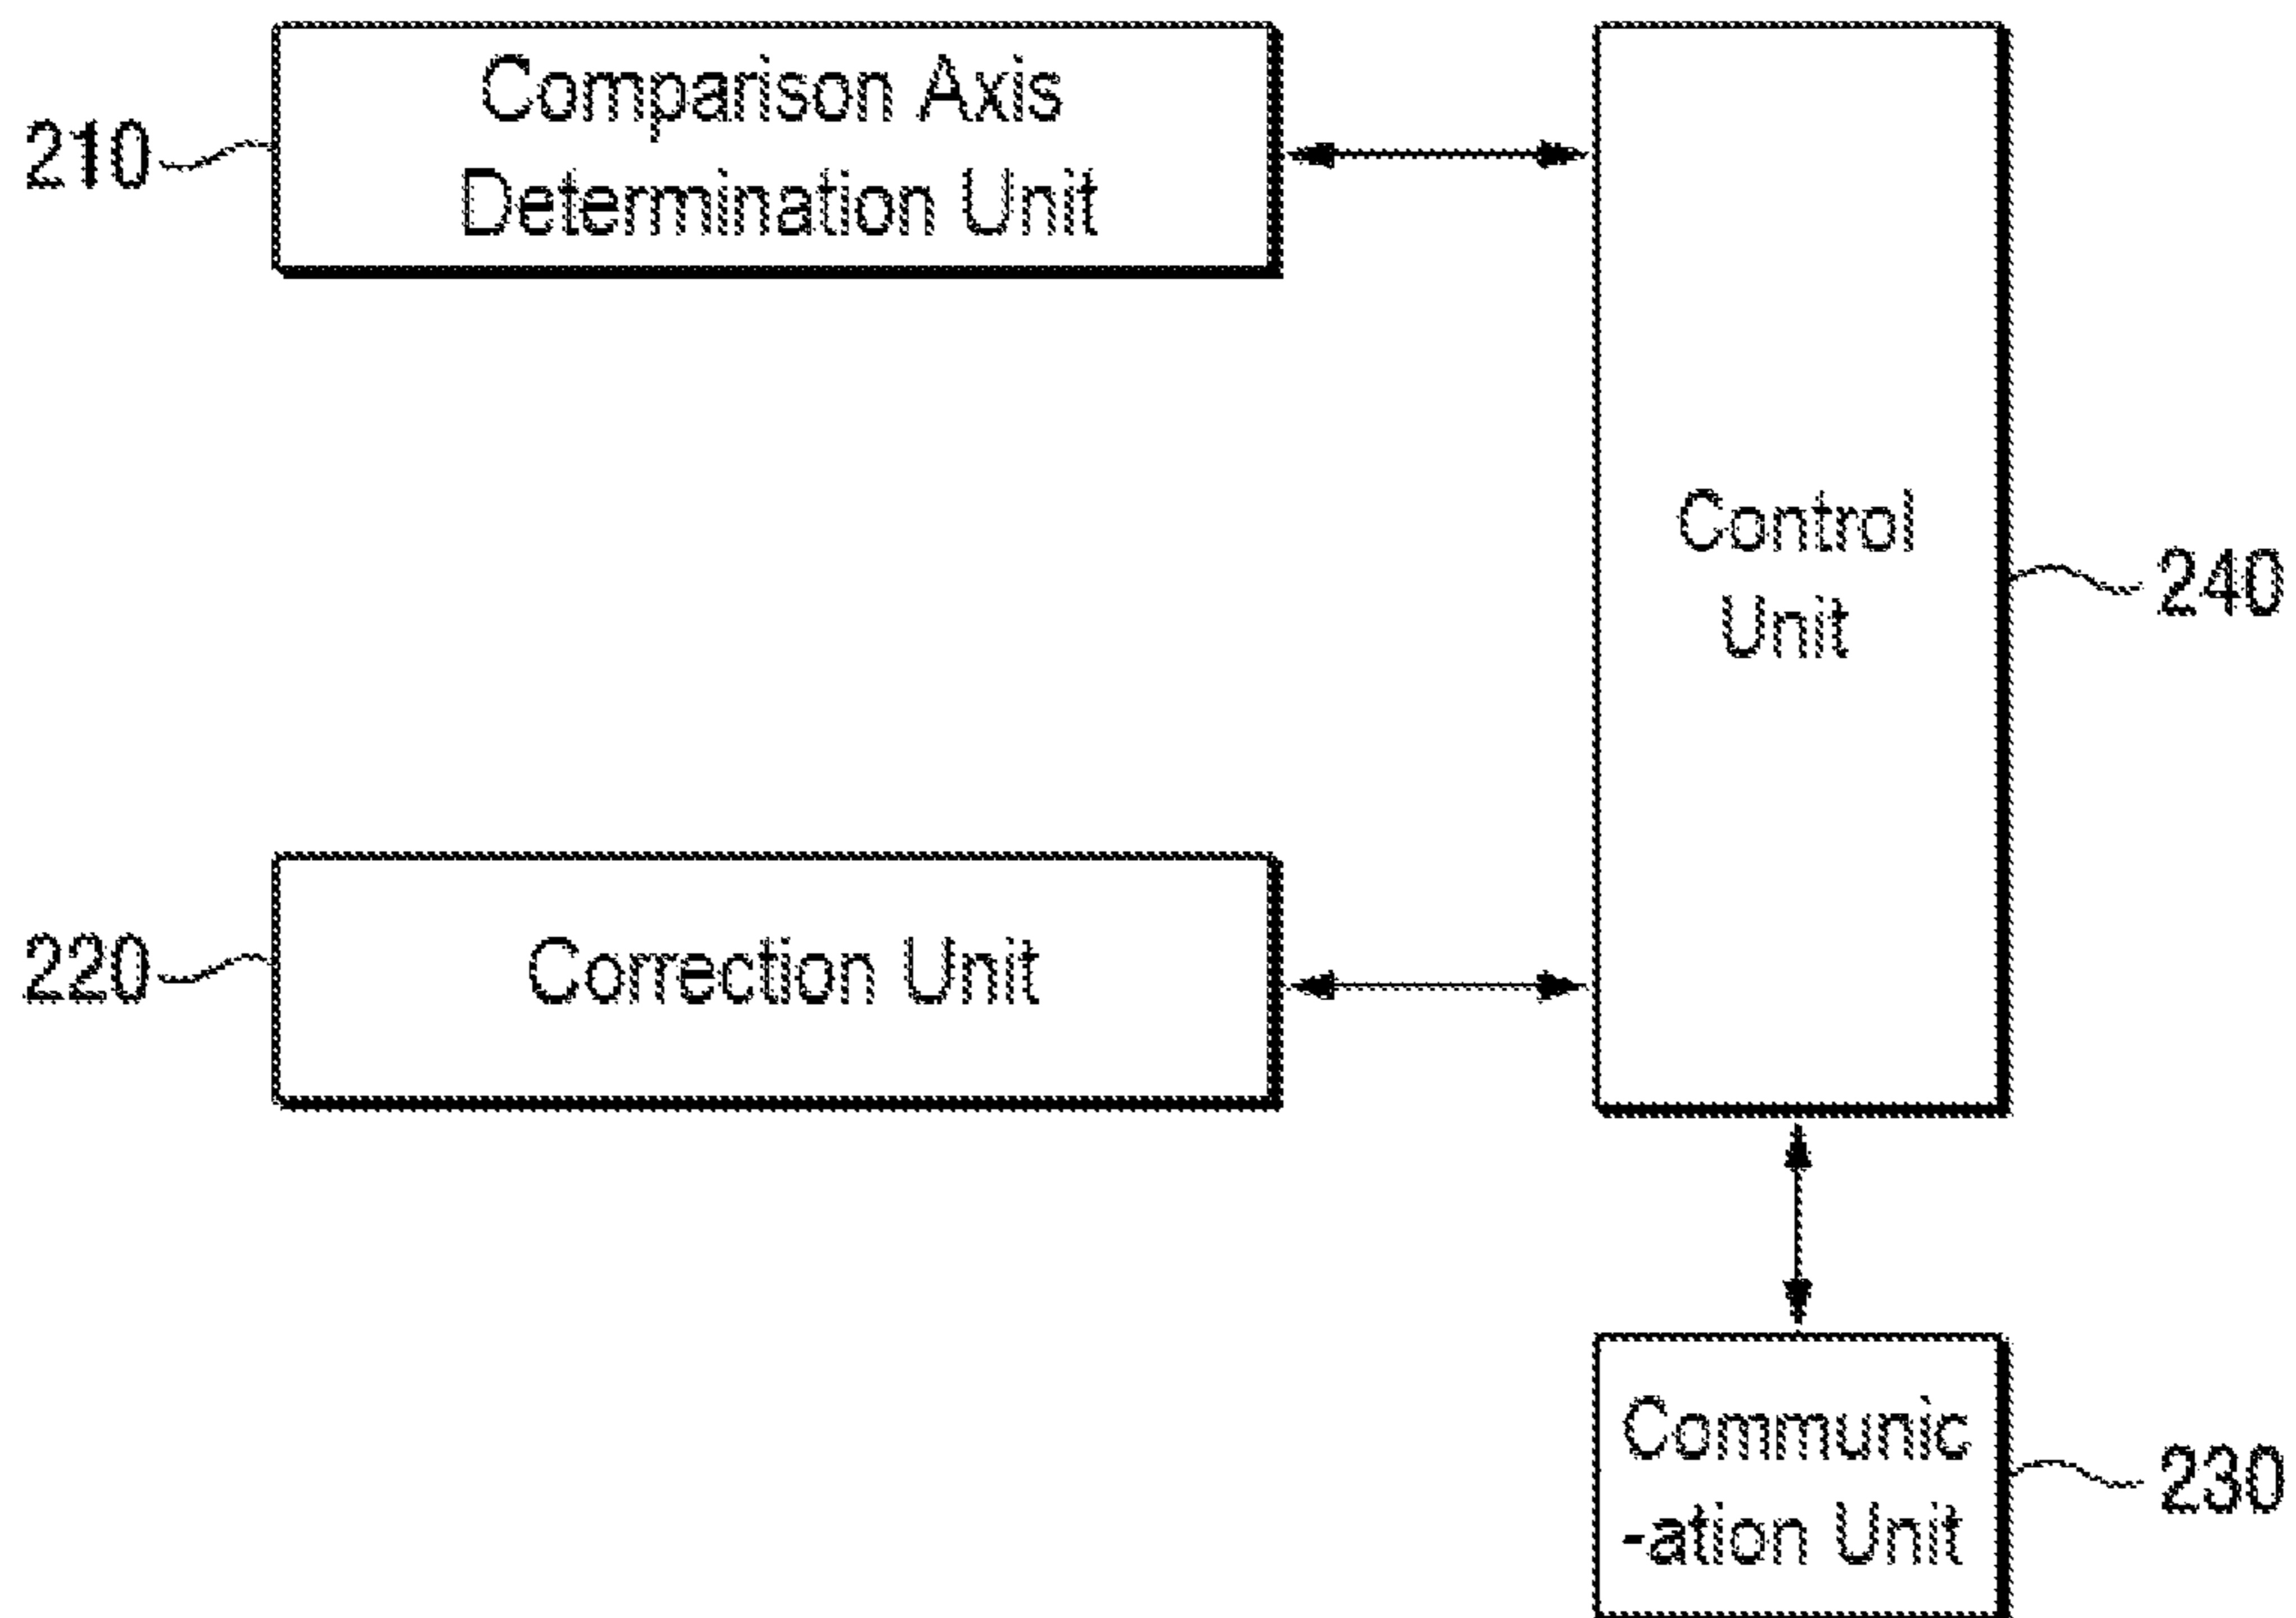 210
Comparison Axis
Determination Unit
Control
Unit
240
220
Correction Unit
Communic
-ation Unit
230